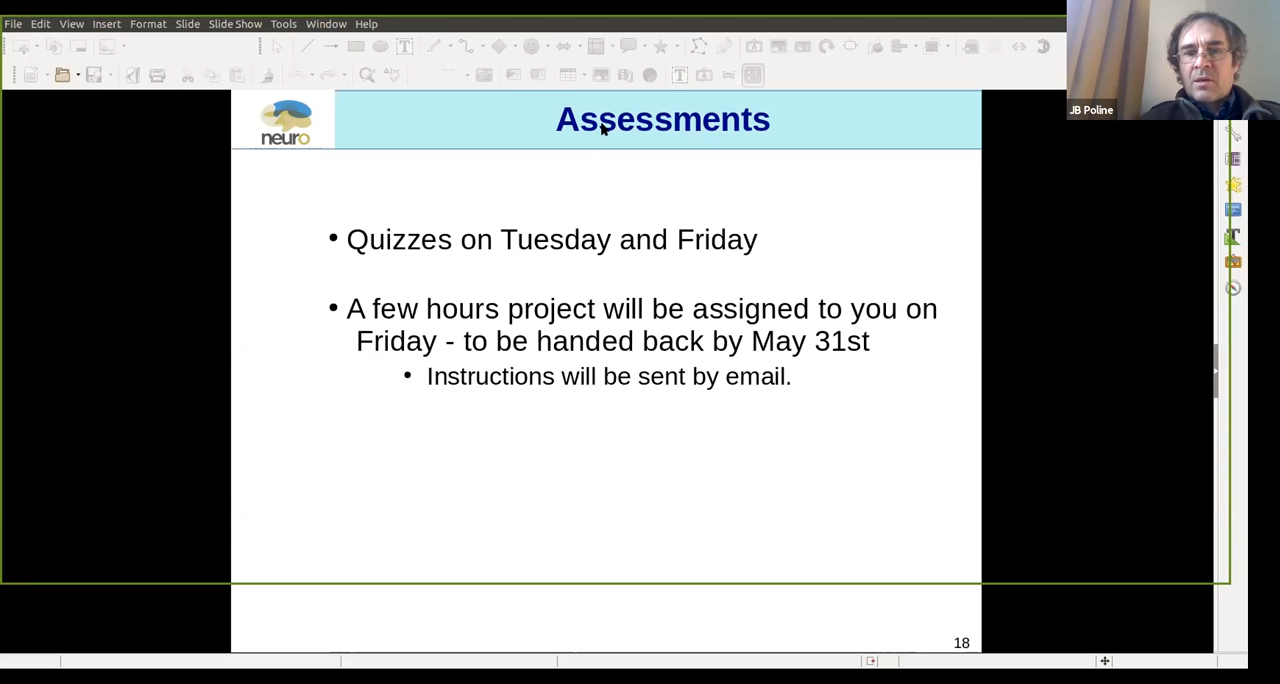 File Edit View Insert Format Slide Slide Show Tools Window Help
JB Poline
neuro
Assessments
• Quizzes on Tuesday and Friday
• A few hours project will be assigned to you on
Friday - to be handed back by May 31st
• Instructions will be sent by email.
18